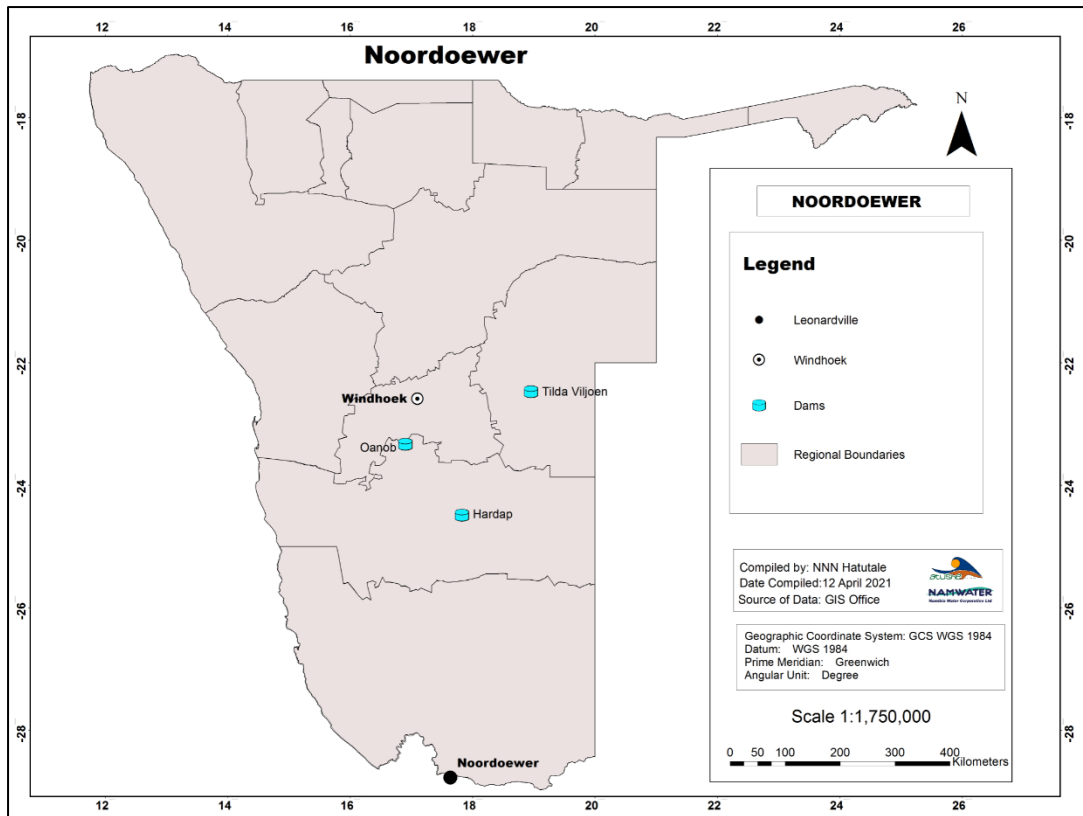 12 14 16 18 20 22 24 26
Noordoewer
N
-18 -18
-20 -20
-22 -22
-24 -24
-26 -26
-28 -28
NOORDOEWER
Legend
Leonardville
Windhoek
Dams
Regional Boundaries
Windhoek
Tilda Viljoen
Oanob
Hardap
Noordoewer
Compiled by: NNN Hatutale
Date Compiled:12 April 2021
Source of Data: GIS Office
NAMWATER
Namibia Water Corporation Ltd
Geographic Coordinate System: GCS WGS 1984
Datum: WGS 1984
Prime Meridian: Greenwich
Angular Unit: Degree
Scale 1:1,750,000
0 50 100 200 300 400
Kilometers
12 14 16 18 20 22 24 26